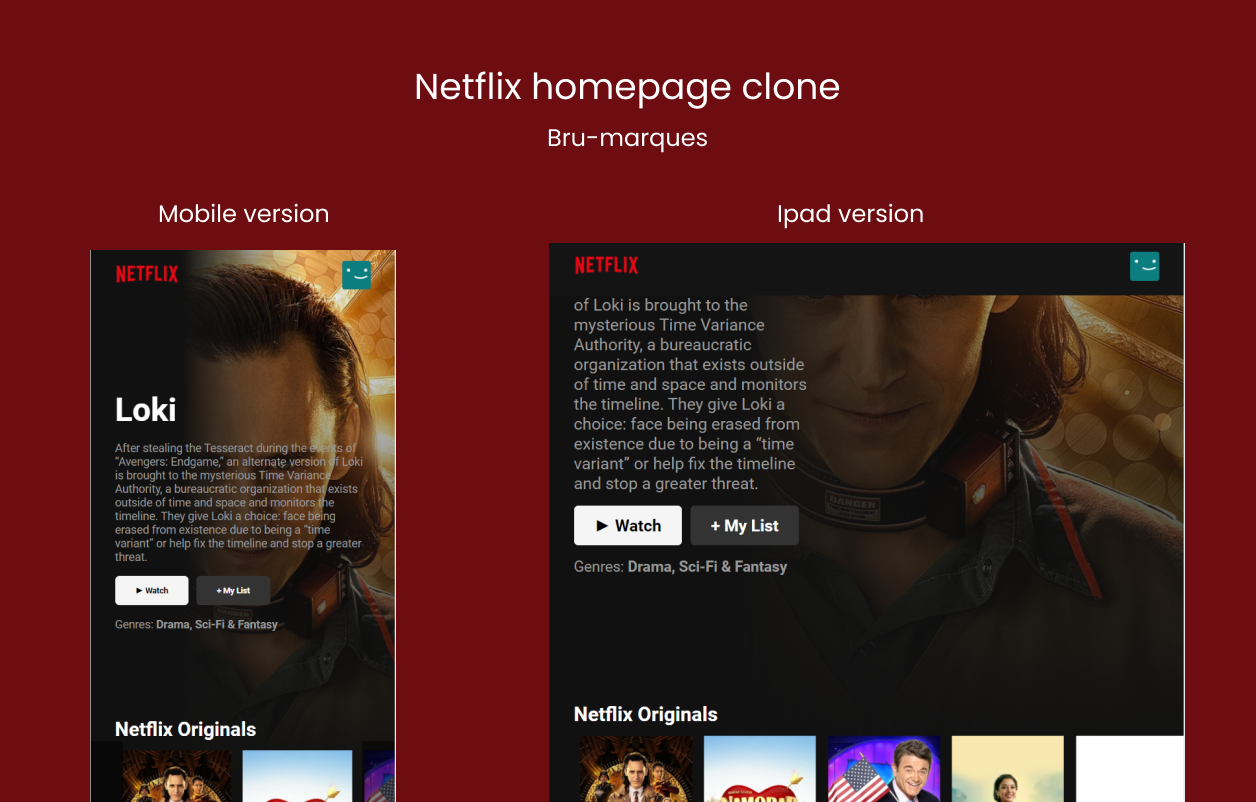 Netflix homepage clone
Bru-marques
Mobile version
NETFLIX
Loki
After stealing the Tesseract during the events of
“Avengers: Endgame,” an alternate version of Loki
is brought to the mysterious Time Variance
Authority, a bureaucratic organization that exists
outside of time and space and monitors the
timeline. They give Loki a choice: face being
erased from existence due to being a “time
variant” or help fix the timeline and stop a greater
threat.
▶ Watch
+ My List
Genres: Drama, Sci-Fi & Fantasy
Netflix Originals
Ipad version
NETFLIX
of Loki is brought to the
mysterious Time Variance
Authority, a bureaucratic
organization that exists outside
of time and space and monitors
the timeline. They give Loki a
choice: face being erased from
existence due to being a “time
variant” or help fix the timeline
and stop a greater threat.
DANGER
▶ Watch
+ My List
Genres: Drama, Sci-Fi & Fantasy
Netflix Originals